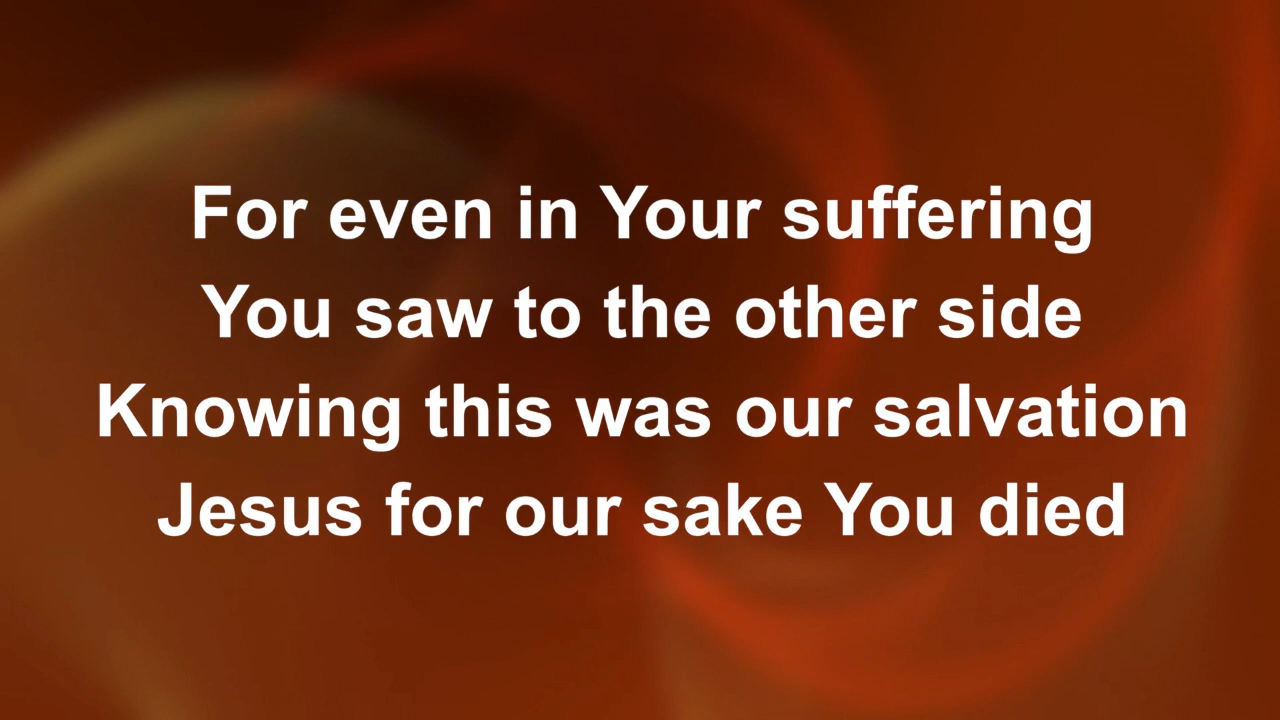 For even in Your suffering
You saw to the other side
Knowing this was our salvation
Jesus for our sake You died